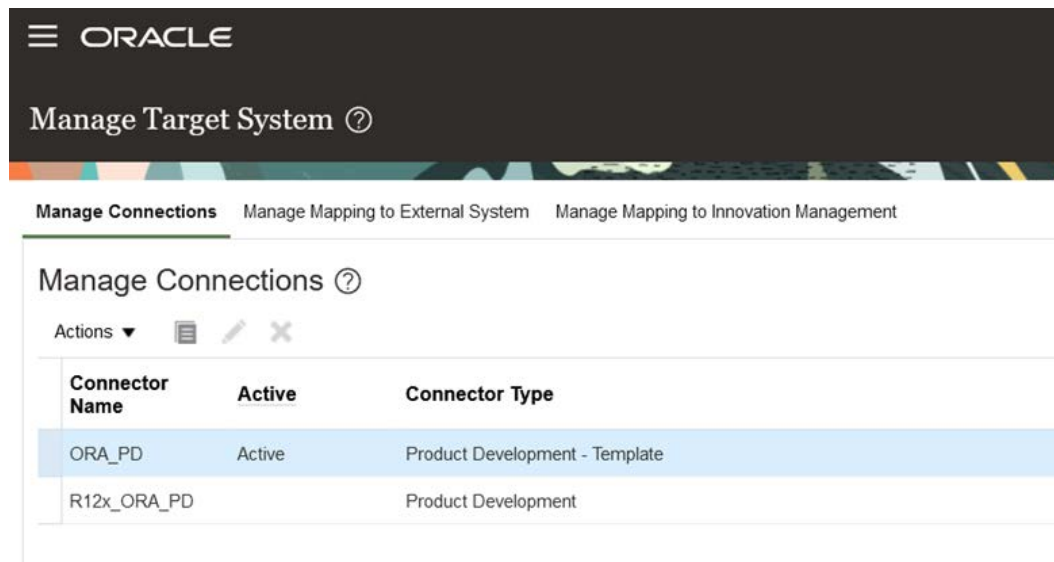 ORACLE
Manage Target System
Manage Connections Manage Mapping to External System Manage Mapping to Innovation Management
Manage Connections
Actions
Connector Name Active Connector Type
ORA_PD Active Product Development - Template
R12x_ORA_PD Product Development